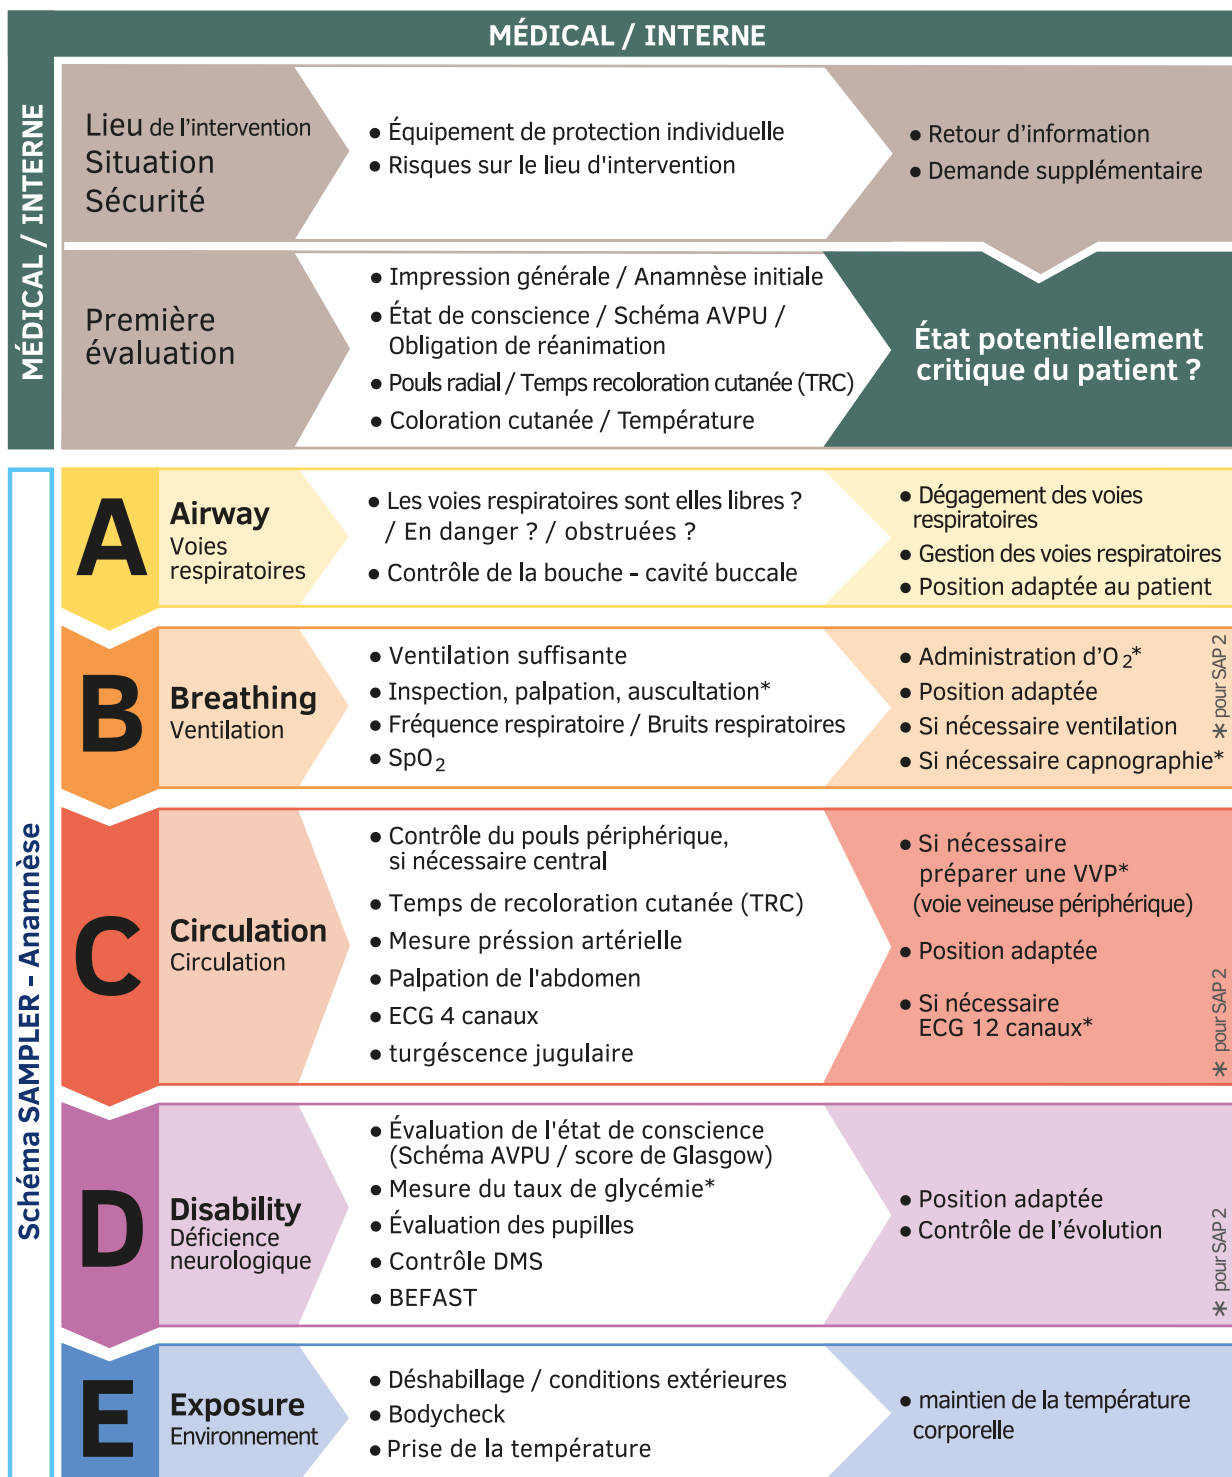 MÉDICAL / INTERNE
MÉDICAL / INTERNE
Lieu de l'intervention
Situation
Sécurité
● Équipement de protection individuelle
● Risques sur le lieu d'intervention
● Retour d'information
● Demande supplémentaire
Première
évaluation
● Impression générale / Anamnèse initiale
● État de conscience / Schéma AVPU /
Obligation de réanimation
● Pouls radial / Temps recoloration cutanée (TRC)
● Coloration cutanée / Température
État potentiellement
critique du patient ?
Schéma SAMPLER - Anamnèse
A
Airway
Voies
respiratoires
● Les voies respiratoires sont elles libres ?
/ En danger ? / obstruées ?
● Contrôle de la bouche - cavité buccale
● Dégagement des voies
respiratoires
● Gestion des voies respiratoires
● Position adaptée au patient
B
Breathing
Ventilation
● Ventilation suffisante
● Inspection, palpation, auscultation*
● Fréquence respiratoire / Bruits respiratoires
● SpO2
● Administration d'O2*
● Position adaptée
● Si nécessaire ventilation
● Si nécessaire capnographie*
* pour SAP 2
C
Circulation
Circulation
● Contrôle du pouls périphérique,
si nécessaire central
● Temps de recoloration cutanée (TRC)
● Mesure préssion artérielle
● Palpation de l'abdomen
● ECG 4 canaux
● turgéscence jugulaire
● Si nécessaire
préparer une VVP*
(voie veineuse périphérique)
● Position adaptée
● Si nécessaire
ECG 12 canaux*
* pour SAP 2
D
Disability
Déficience
neurologique
● Évaluation de l'état de conscience
(Schéma AVPU / score de Glasgow)
● Mesure du taux de glycémie*
● Évaluation des pupilles
● Contrôle DMS
● BEFAST
● Position adaptée
● Contrôle de l'évolution
* pour SAP 2
E
Exposure
Environnement
● Déshabillage / conditions extérieures
● Bodycheck
● Prise de la température
● maintien de la température
corporelle